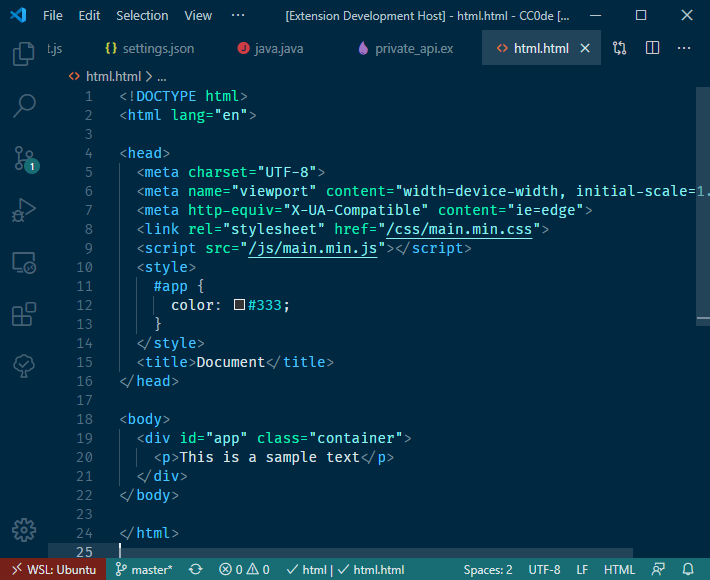 File Edit Selection View ··· [Extension Development Host] - html.html - CC0de [...
t.js {} settings.json java.java private_api.ex <> html.html
<> html.html > ...
1 <!DOCTYPE html>
2 <html lang="en">
3
4 <head>
5 <meta charset="UTF-8">
6 <meta name="viewport" content="width=device-width, initial-scale=1.
7 <meta http-equiv="X-UA-Compatible" content="ie=edge">
8 <link rel="stylesheet" href="/css/main.min.css">
9 <script src="/js/main.min.js"></script>
10 <style>
11 #app {
12 color: #333;
13 }
14 </style>
15 <title>Document</title>
16 </head>
17
18 <body>
19 <div id="app" class="container">
20 <p>This is a sample text</p>
21 </div>
22 </body>
23
24 </html>
25
1
WSL: Ubuntu master* 0 0 html | html.html Spaces: 2 UTF-8 LF HTML